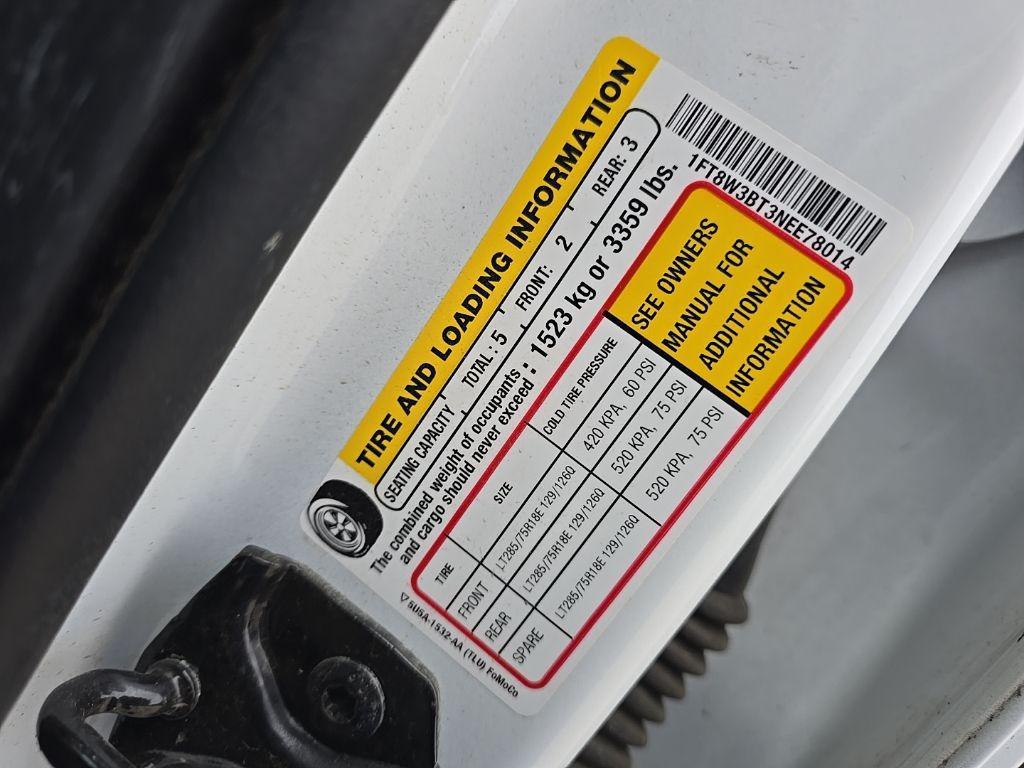 TIRE AND LOADING INFORMATION
SEATING CAPACITY TOTAL: 5 FRONT: 2 REAR: 3
The combined weight of occupants
and cargo should never exceed : 1523 kg or 3359 lbs.
TIRE SIZE COLD TIRE PRESSURE
FRONT LT285/75R18E 129/126Q 420 KPA, 60 PSI
REAR LT285/75R18E 129/126Q 520 KPA, 75 PSI
SPARE LT285/75R18E 129/126Q 520 KPA, 75 PSI
SEE OWNERS
MANUAL FOR
ADDITIONAL
INFORMATION
1FT8W3BT3NEE78014
5U5A-1532-AA (TLU) FoMoCo